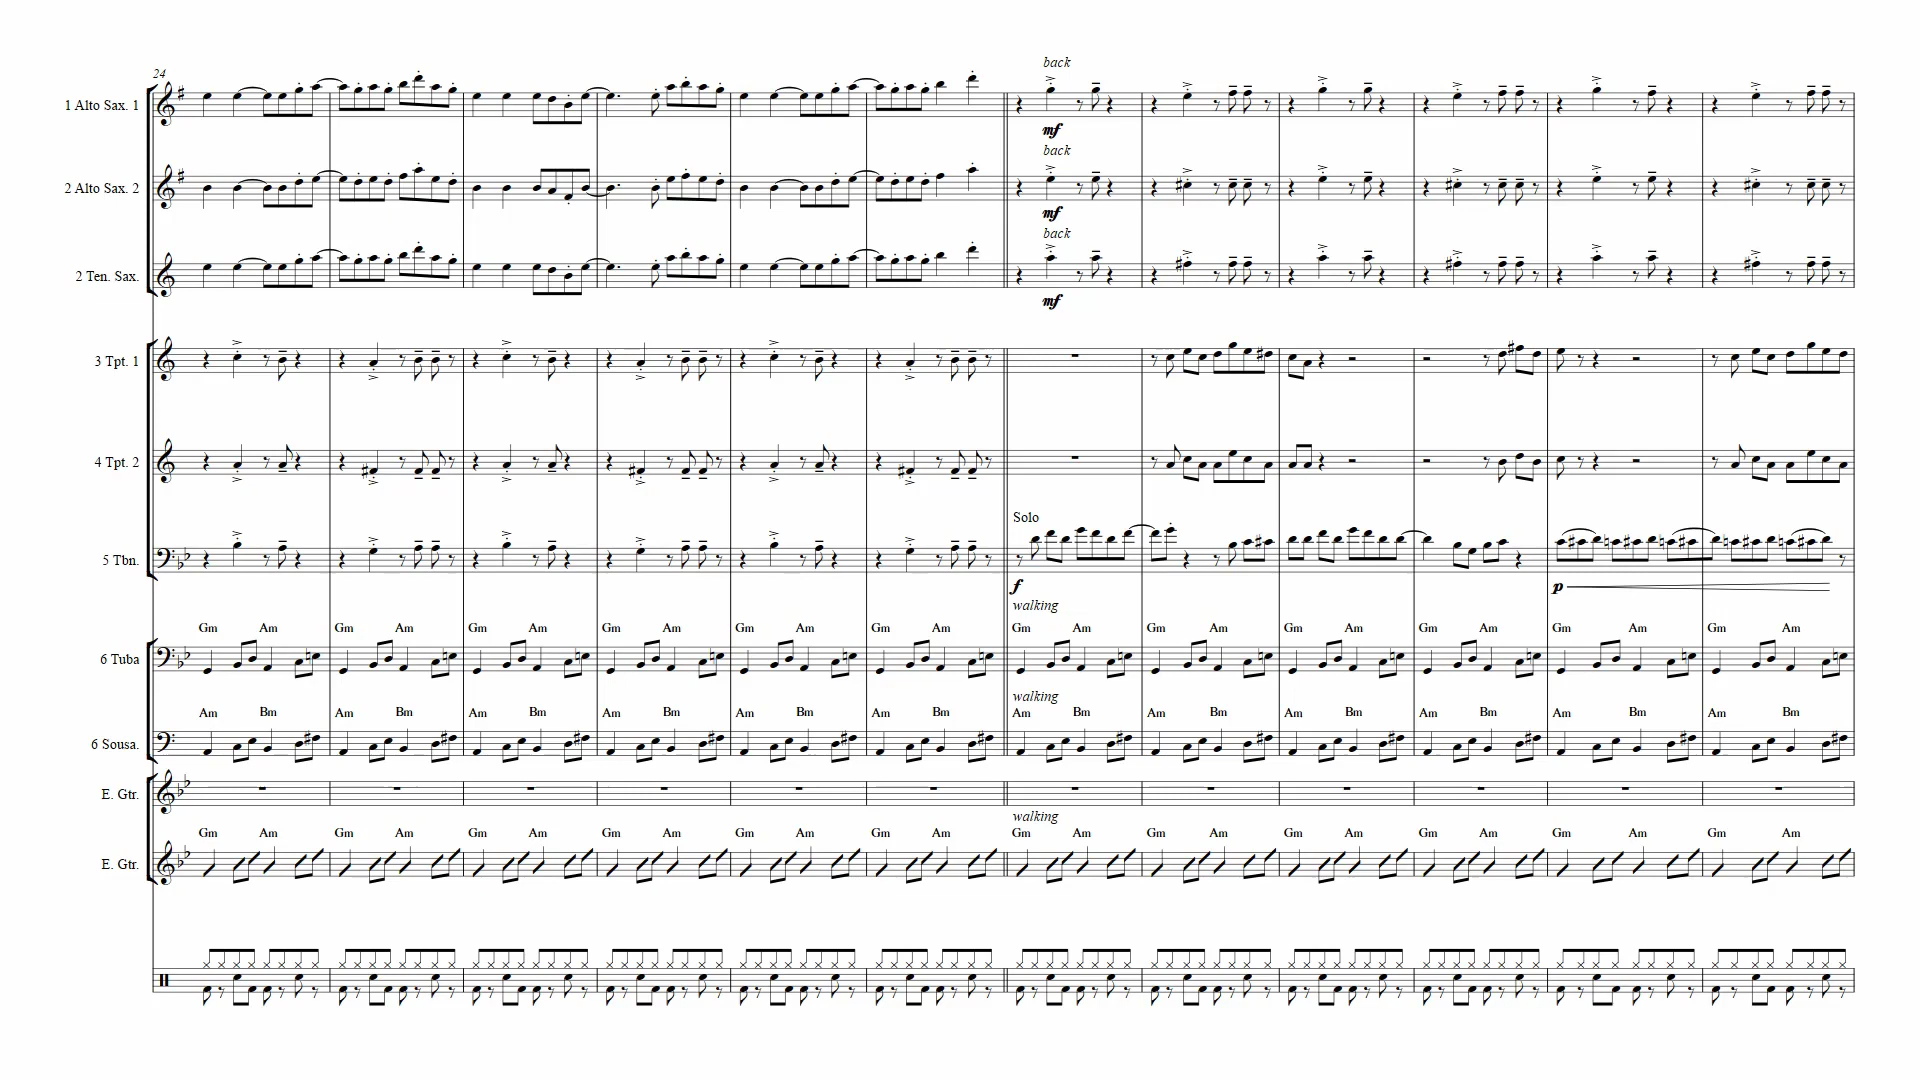 24
back
1 Alto Sax. 1
mf
back
2 Alto Sax. 2
mf
back
2 Ten. Sax.
mf
3 Tpt. 1
4 Tpt. 2
Solo
5 Tbn.
f p
walking
Gm Am Gm Am Gm Am Gm Am Gm Am Gm Am Gm Am Gm Am Gm Am Gm Am Gm Am Gm Am
6 Tuba
walking
Am Bm Am Bm Am Bm Am Bm Am Bm Am Bm Am Bm Am Bm Am Bm Am Bm Am Bm Am Bm
6 Sousa.
E. Gtr.
walking
Gm Am Gm Am Gm Am Gm Am Gm Am Gm Am Gm Am Gm Am Gm Am Gm Am Gm Am Gm Am
E. Gtr.